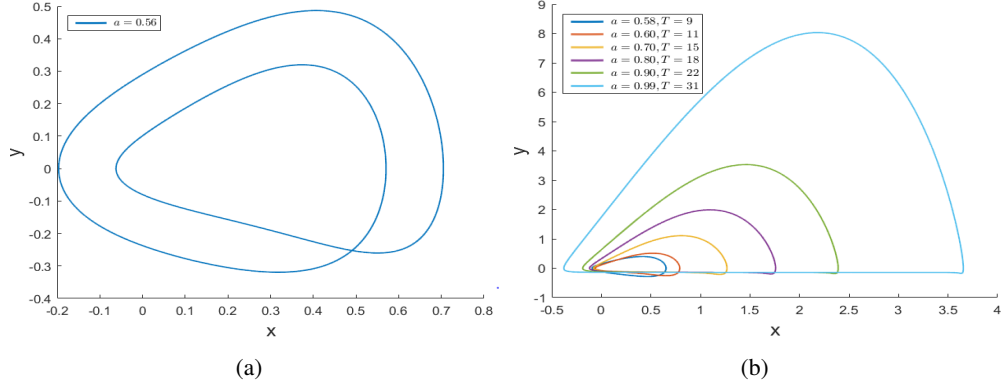 a = 0.56
0.5
0.4
0.3
0.2
0.1
0
-0.1
-0.2
-0.3
-0.4
y
-0.2 -0.1 0 0.1 0.2 0.3 0.4 0.5 0.6 0.7 0.8
x
(a)
a = 0.58, T = 9
a = 0.60, T = 11
a = 0.70, T = 15
a = 0.80, T = 18
a = 0.90, T = 22
a = 0.99, T = 31
9
8
7
6
5
4
3
2
1
0
-1
y
0 0.5 1 1.5 2 2.5 3 3.5 4
x
(b)